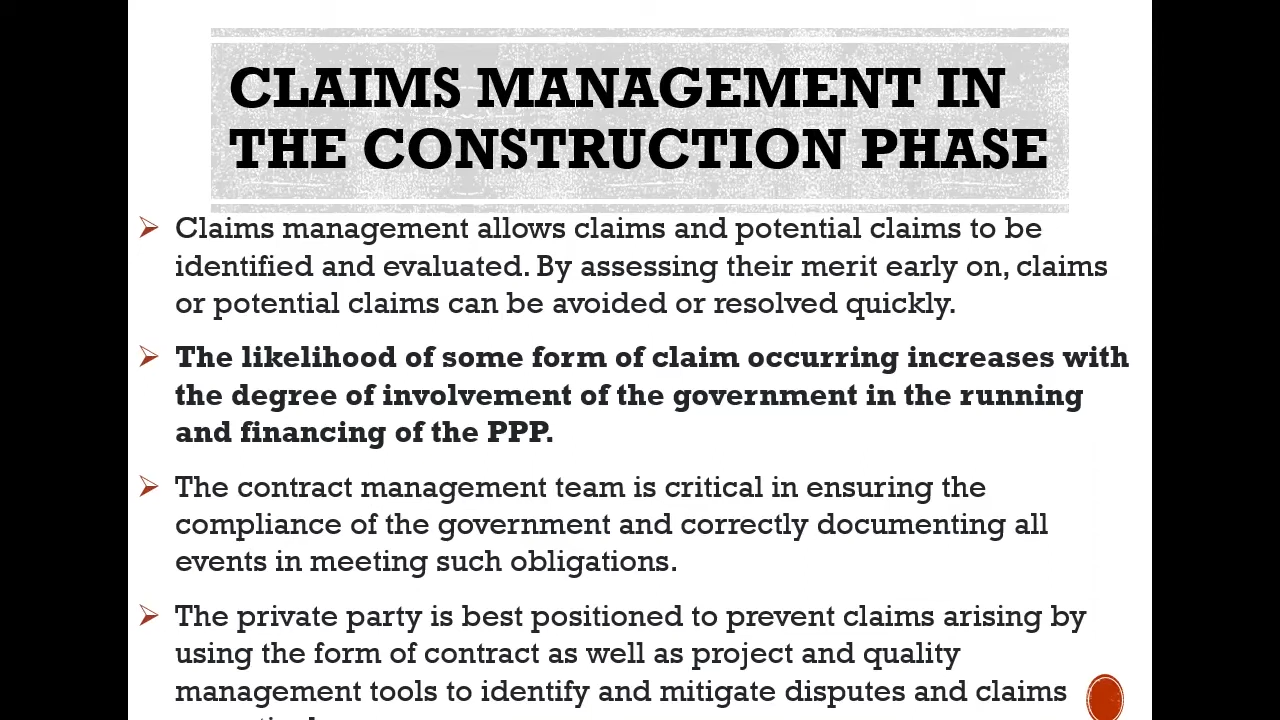 CLAIMS MANAGEMENT IN
THE CONSTRUCTION PHASE
Claims management allows claims and potential claims to be
identified and evaluated. By assessing their merit early on, claims
or potential claims can be avoided or resolved quickly.
The likelihood of some form of claim occurring increases with
the degree of involvement of the government in the running
and financing of the PPP.
The contract management team is critical in ensuring the
compliance of the government and correctly documenting all
events in meeting such obligations.
The private party is best positioned to prevent claims arising by
using the form of contract as well as project and quality
management tools to identify and mitigate disputes and claims